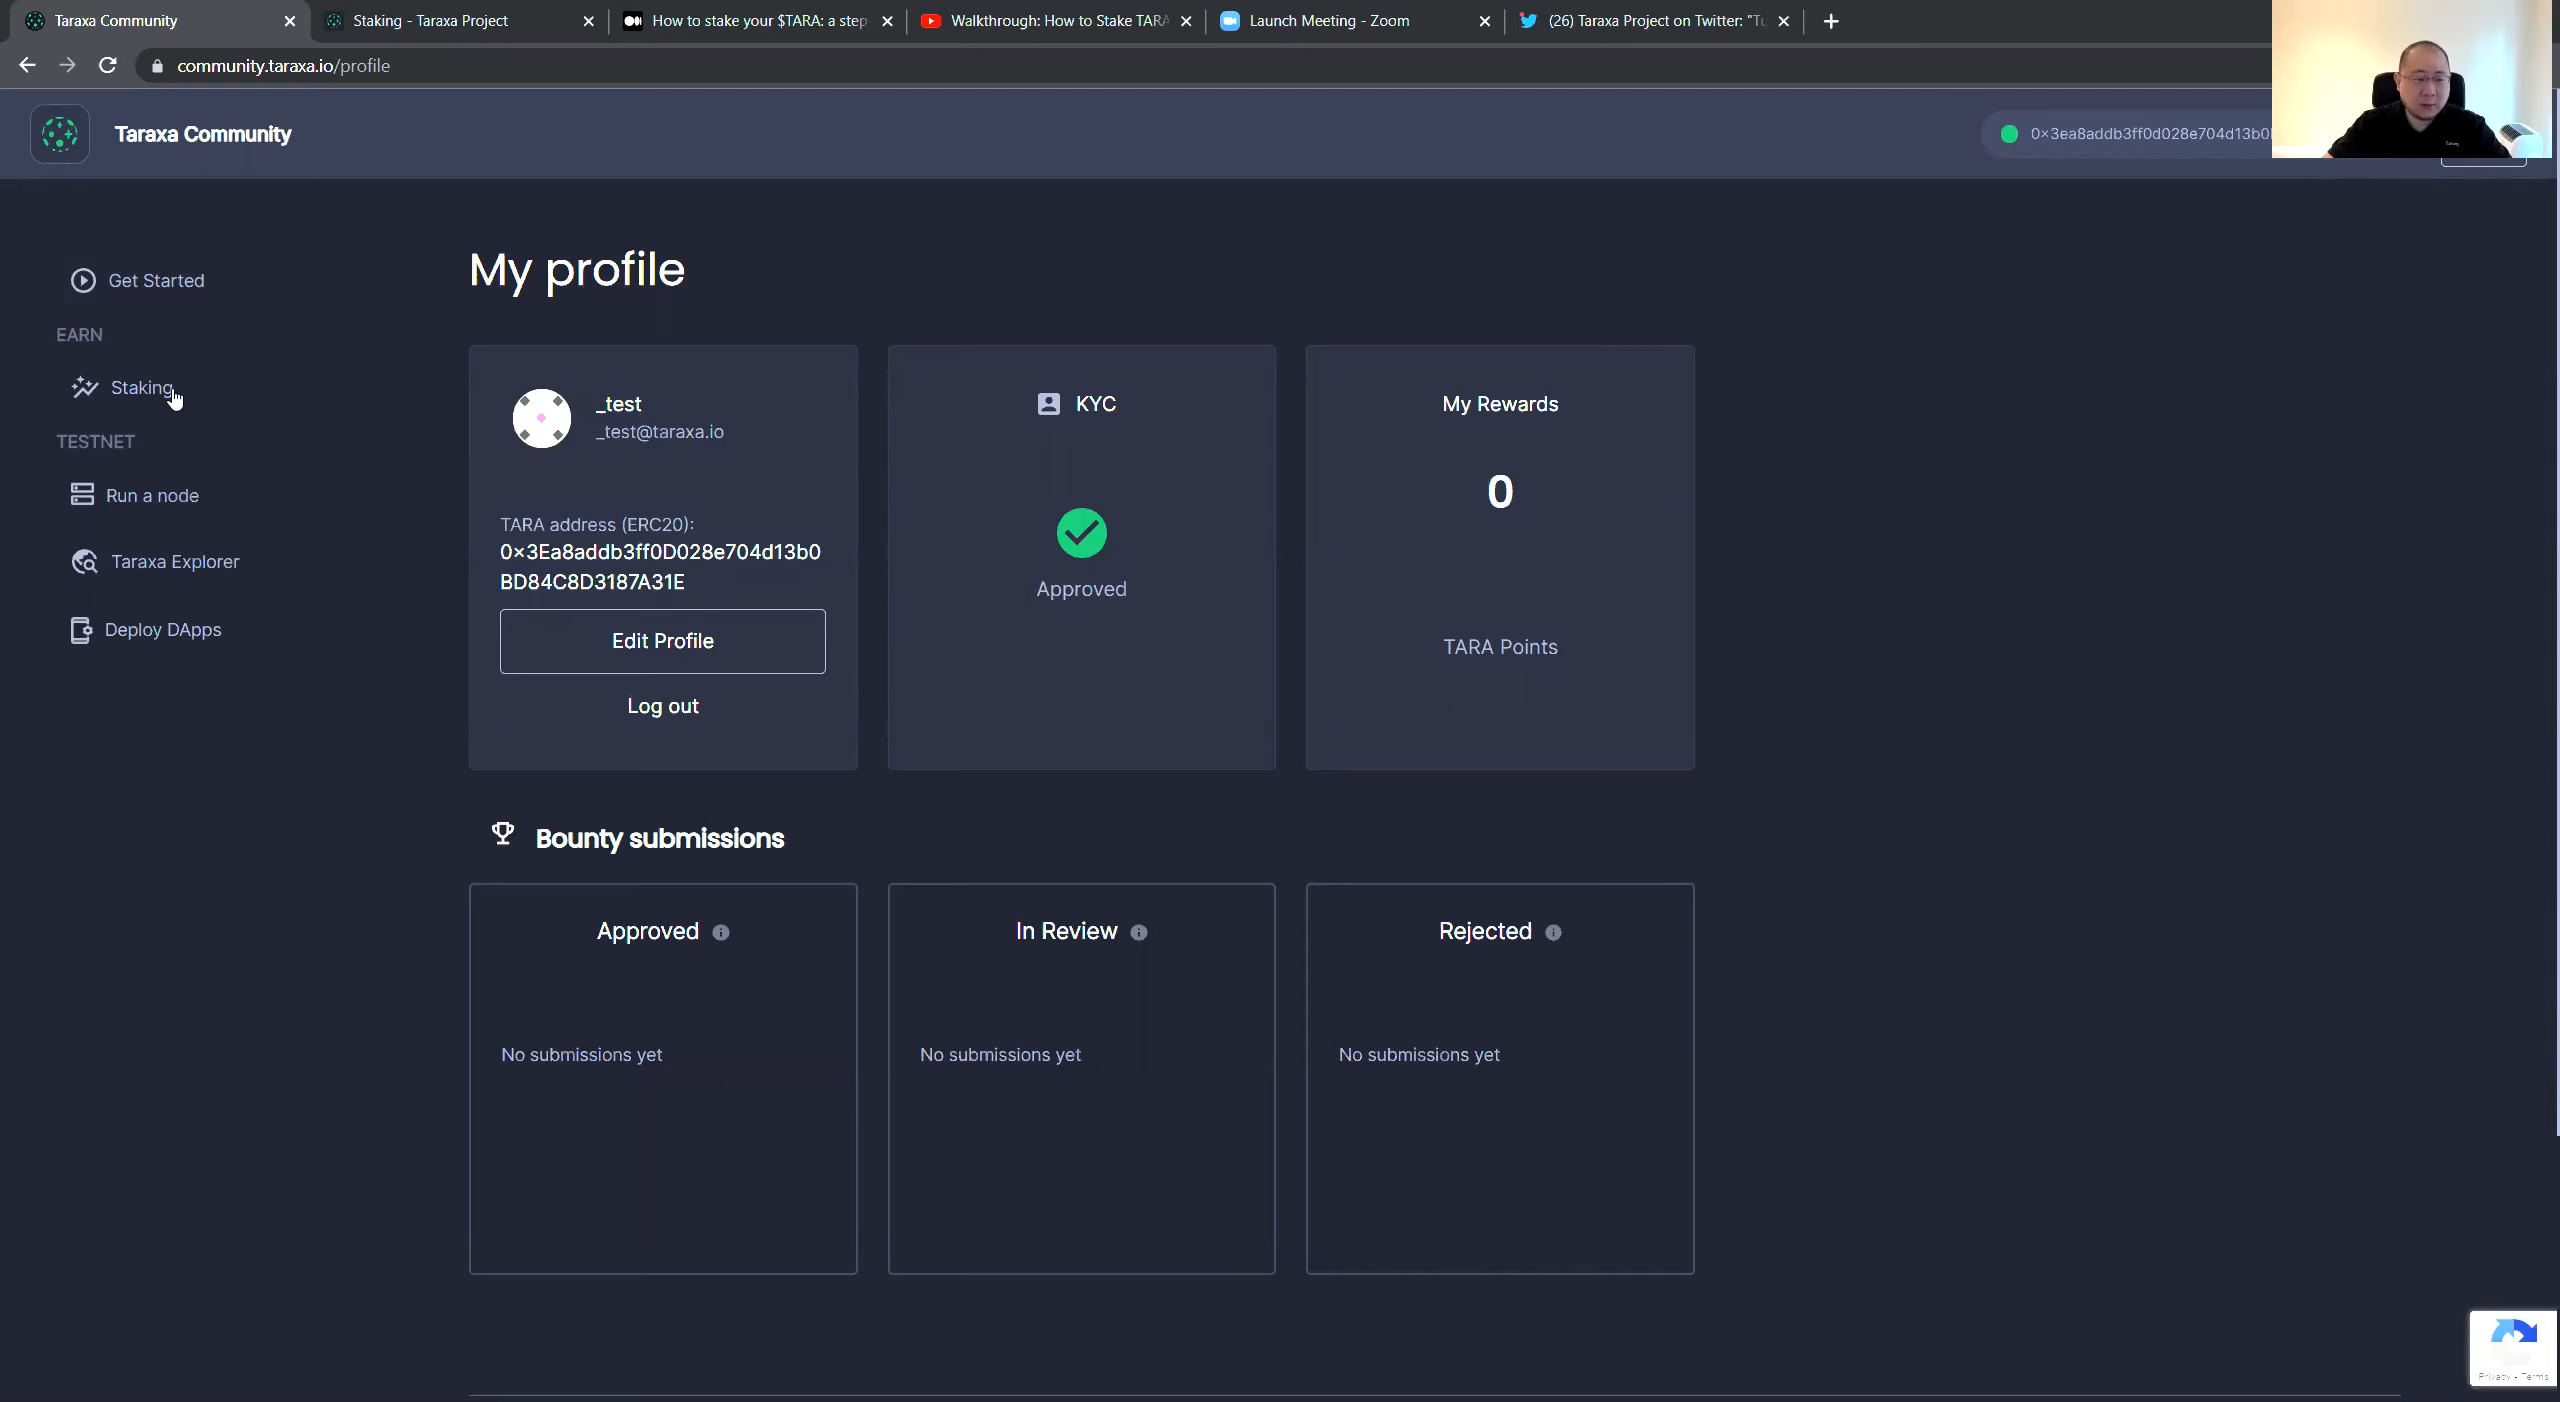 Taraxa Community
Staking - Taraxa Project
How to stake your $TARA: a step
Walkthrough: How to Stake TARA
Launch Meeting - Zoom
(26) Taraxa Project on Twitter: "Tu
community.taraxa.io/profile
Taraxa Community
0x3ea8addb3ff0d028e704d13b0
Get Started
EARN
Staking
TESTNET
Run a node
Taraxa Explorer
Deploy DApps
My profile
_test
_test@taraxa.io
TARA address (ERC20):
0x3Ea8addb3ff0D028e704d13b0
BD84C8D3187A31E
Edit Profile
Log out
KYC
Approved
My Rewards
0
TARA Points
Bounty submissions
Approved
No submissions yet
In Review
No submissions yet
Rejected
No submissions yet
Privacy - Terms